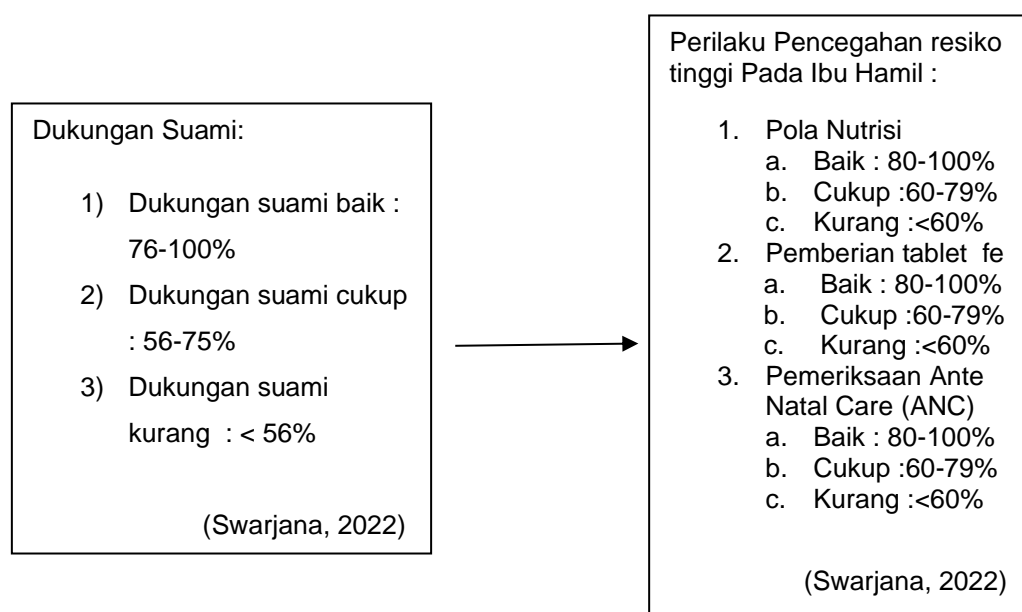 Dukungan Suami:
1) Dukungan suami baik :
76-100%
2) Dukungan suami cukup
: 56-75%
3) Dukungan suami
kurang : < 56%
(Swarjana, 2022)
Perilaku Pencegahan resiko
tinggi Pada Ibu Hamil :
1. Pola Nutrisi
a. Baik : 80-100%
b. Cukup :60-79%
c. Kurang :<60%
2. Pemberian tablet fe
a. Baik : 80-100%
b. Cukup :60-79%
c. Kurang :<60%
3. Pemeriksaan Ante
Natal Care (ANC)
a. Baik : 80-100%
b. Cukup :60-79%
c. Kurang :<60%
(Swarjana, 2022)